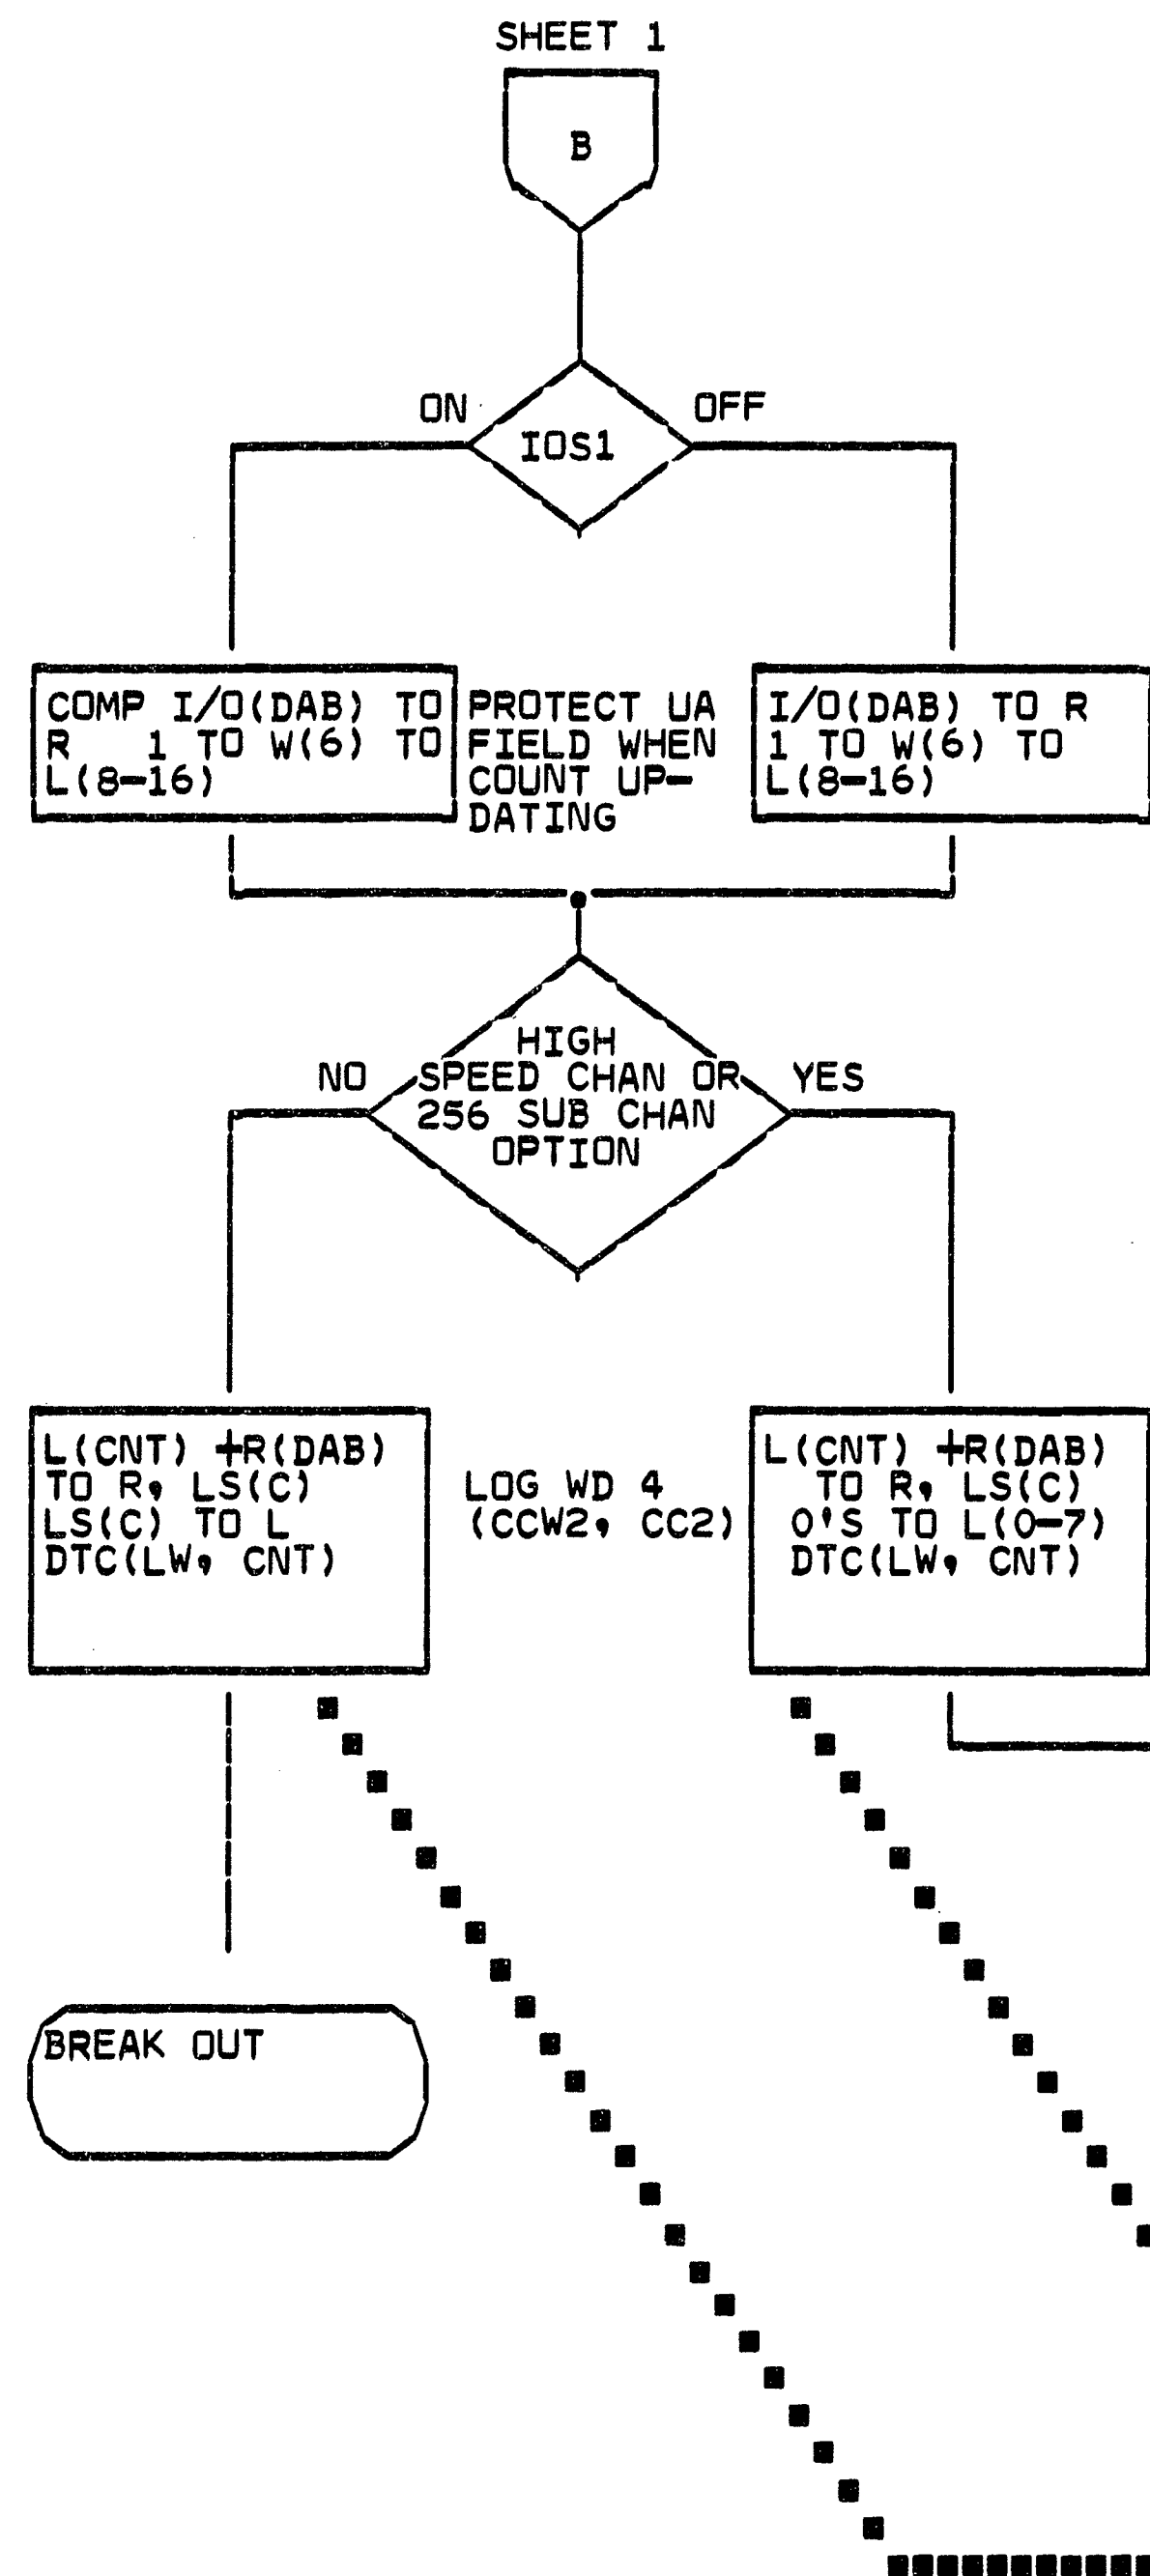 SHEET 1
B
ON
OFF
IOS1
COMP I/O(DAB) TO
R   1 TO W(6) TO
L(8-16)
PROTECT UA
FIELD WHEN
COUNT UP-
DATING
I/O(DAB) TO R
1 TO W(6) TO
L(8-16)
HIGH
NO
SPEED CHAN OR
YES
256 SUB CHAN
OPTION
L(CNT) +R(DAB)
TO R, LS(C)
LS(C) TO L
DTC(LW, CNT)
LOG WD 4
(CCW2, CC2)
L(CNT) +R(DAB)
TO R, LS(C)
0'S TO L(0-7)
DTC(LW, CNT)
BREAK OUT